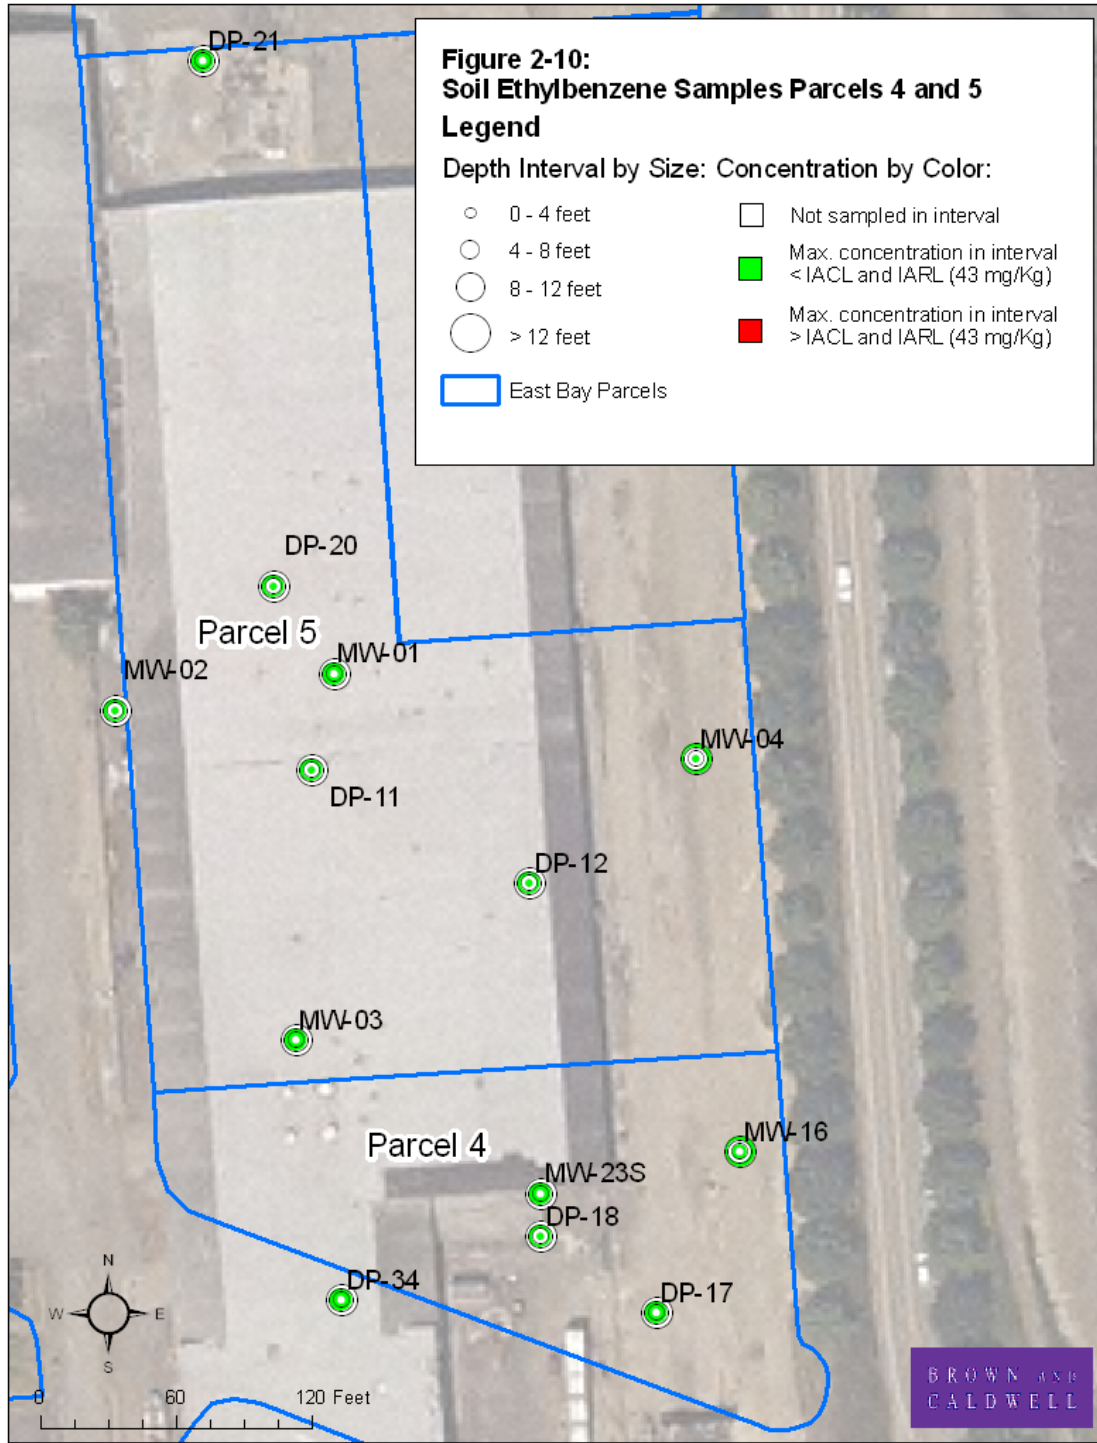 DP-21
Figure 2-10:
Soil Ethylbenzene Samples Parcels 4 and 5
Legend
Depth Interval by Size: Concentration by Color:
0 - 4 feet
Not sampled in interval
4 - 8 feet
Max. concentration in interval
< IACL and IARL (43 mg/Kg)
8 - 12 feet
Max. concentration in interval
> IACL and IARL (43 mg/Kg)
> 12 feet
East Bay Parcels
DP-20
Parcel 5
MW-01
MW-02
MW-04
DP-11
DP-12
MW-03
MW-16
Parcel 4
MW-23S
DP-18
DP-34
DP-17
N
W E
S
0 60 120 Feet
BROWN AND
CALDWELL